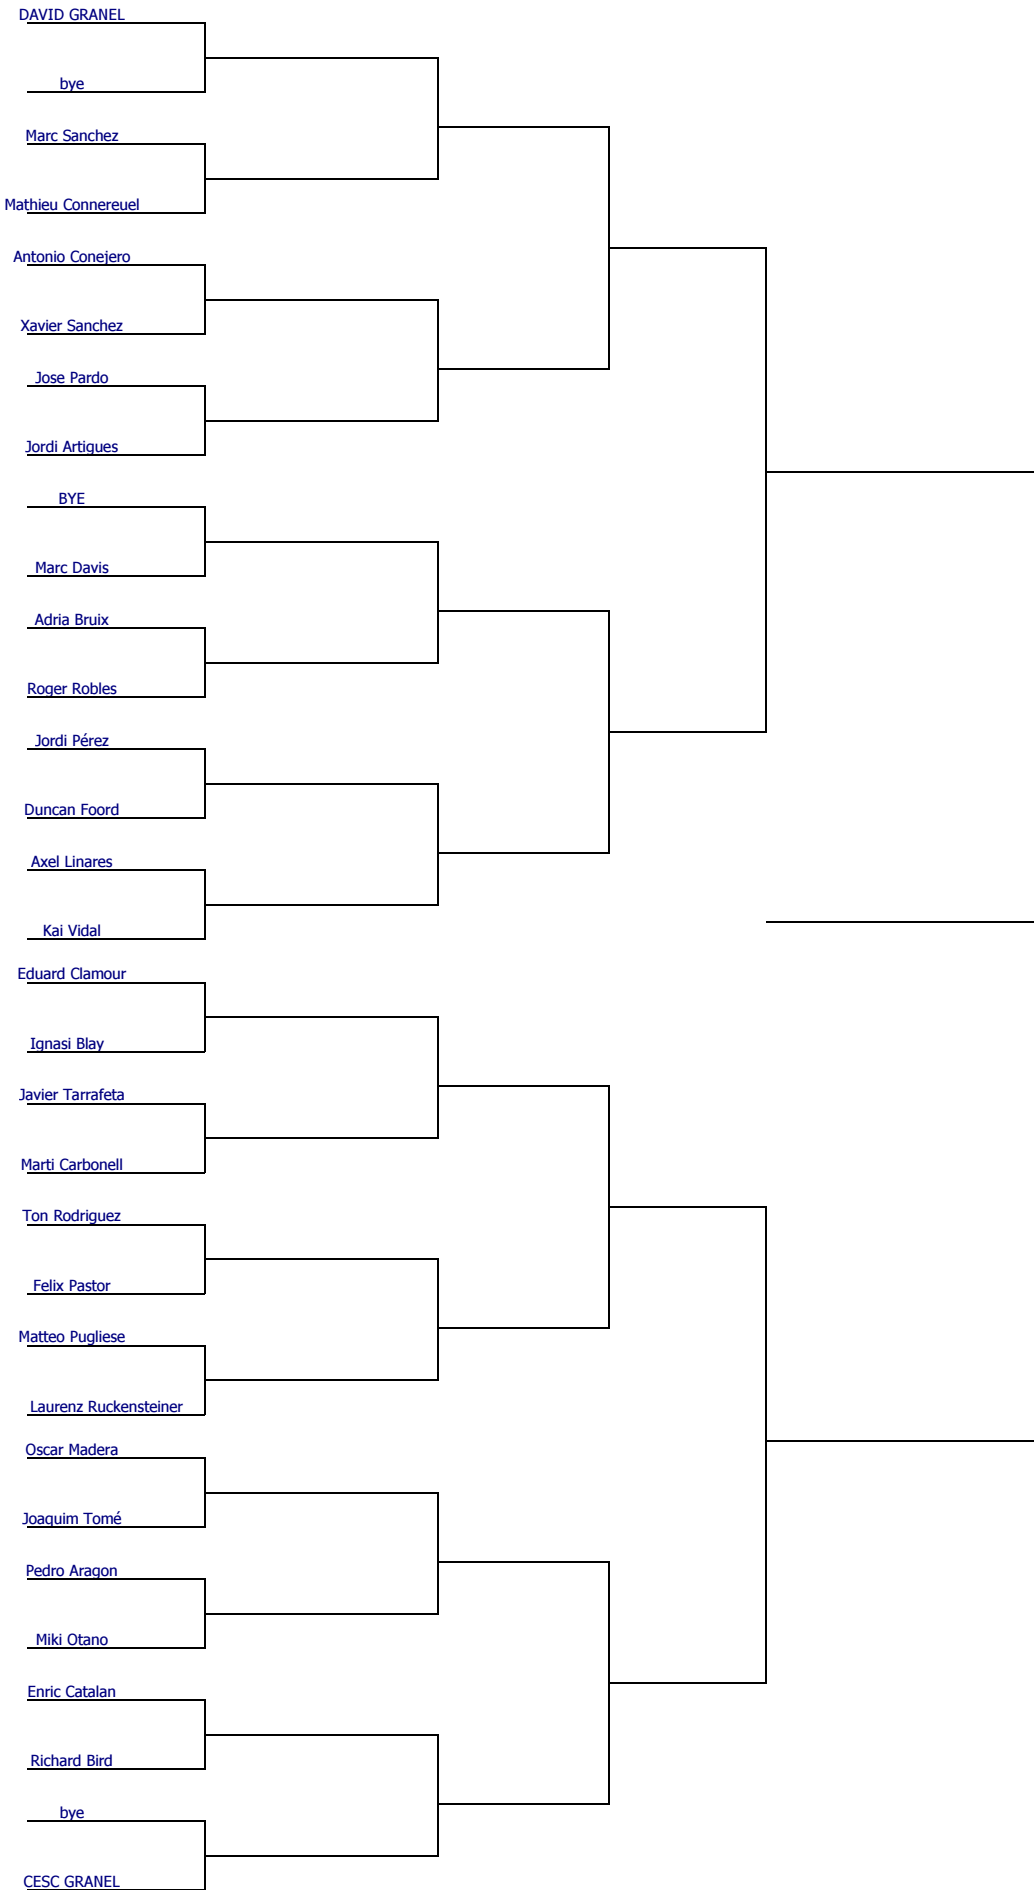 DAVID GRANEL
bye
Marc Sanchez
Mathieu Connereuel
Antonio Conejero
Xavier Sanchez
Jose Pardo
Jordi Artigues
BYE
Marc Davis
Adria Bruix
Roger Robles
Jordi Pérez
Duncan Foord
Axel Linares
Kai Vidal
Eduard Clamour
Ignasi Blay
Javier Tarrafeta
Marti Carbonell
Ton Rodriguez
Felix Pastor
Matteo Pugliese
Laurenz Ruckensteiner
Oscar Madera
Joaquim Tomé
Pedro Aragon
Miki Otano
Enric Catalan
Richard Bird
bye
CESC GRANEL